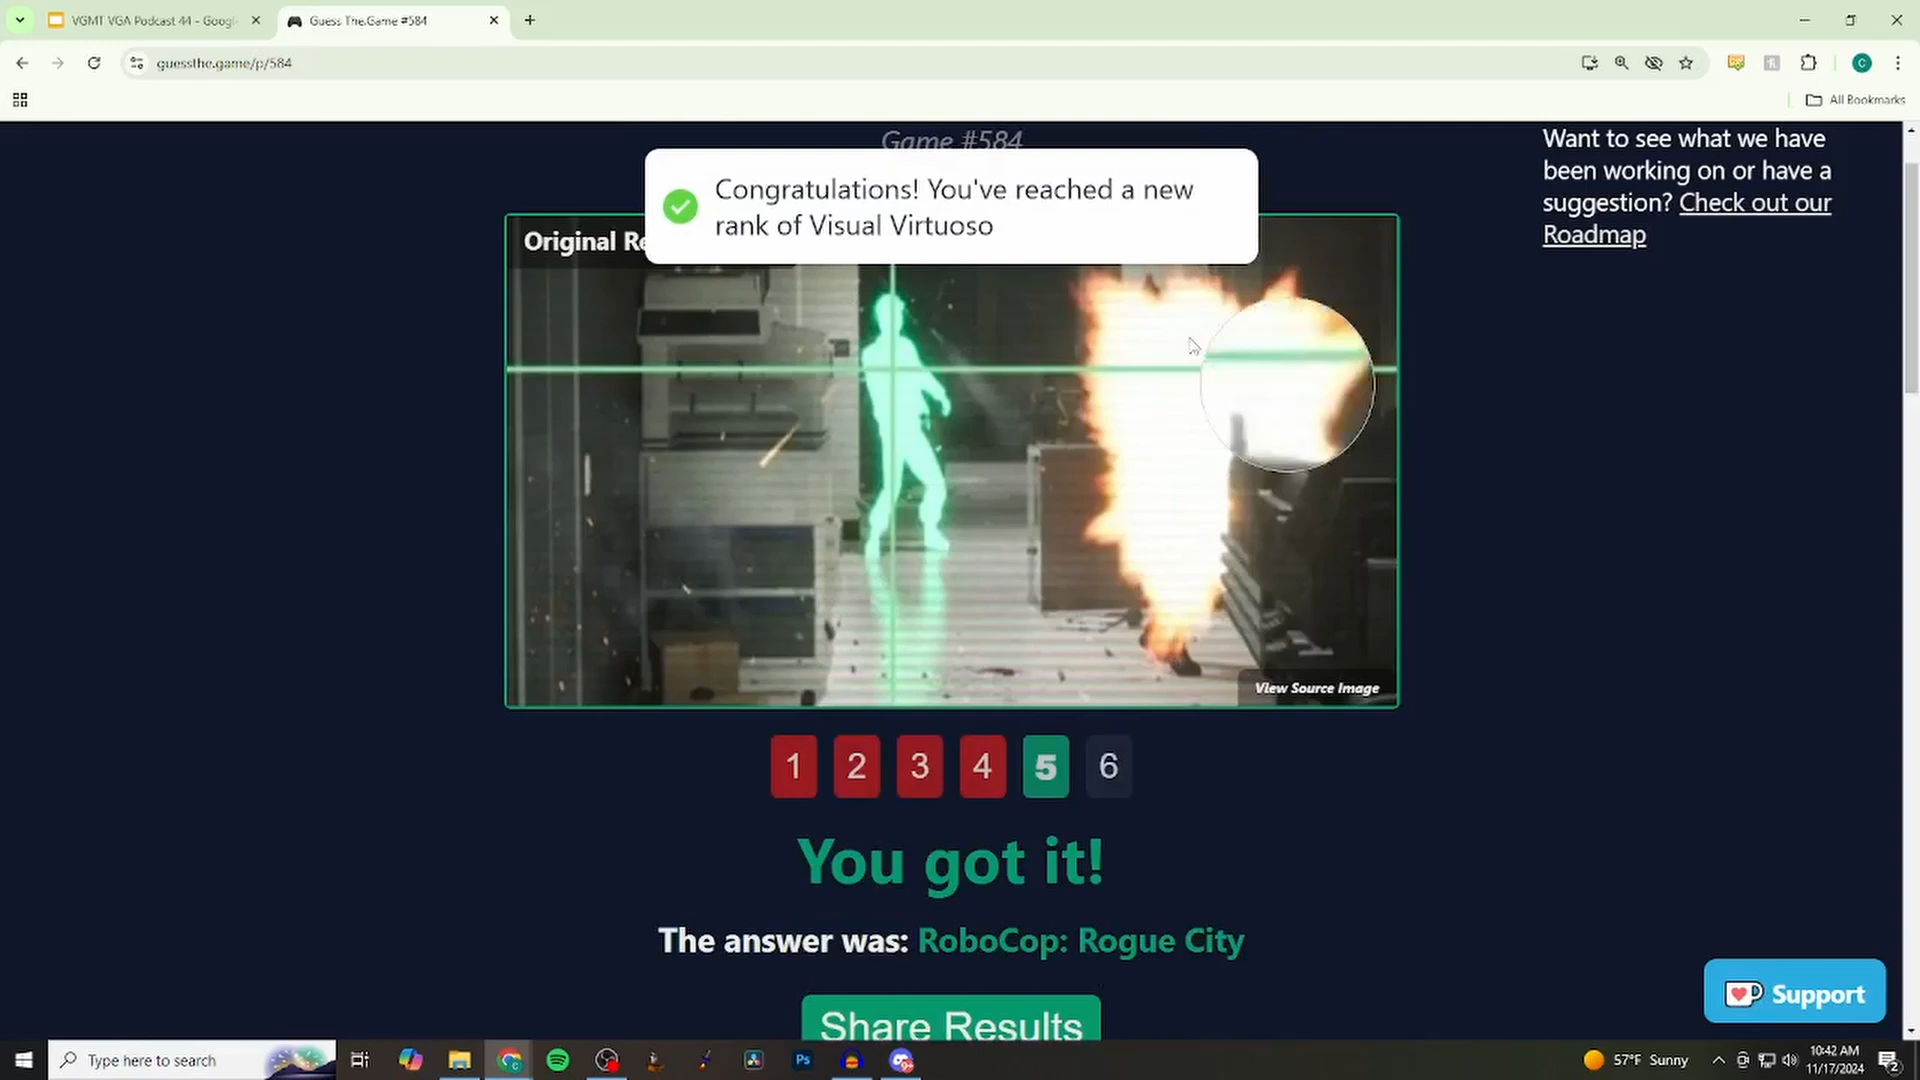 VGMT VGA Podcast 44 - Googl
Guess The.Game #584
guessthe.game/p/584
All Bookmarks
Game #584
Congratulations! You've reached a new
rank of Visual Virtuoso
Want to see what we have
been working on or have a
suggestion? Check out our
Roadmap
Original Re
View Source Image
1 2 3 4 5 6
You got it!
The answer was: RoboCop: Rogue City
Share Results
Support
Type here to search
Ps
57°F Sunny
10:42 AM
11/17/2024
2